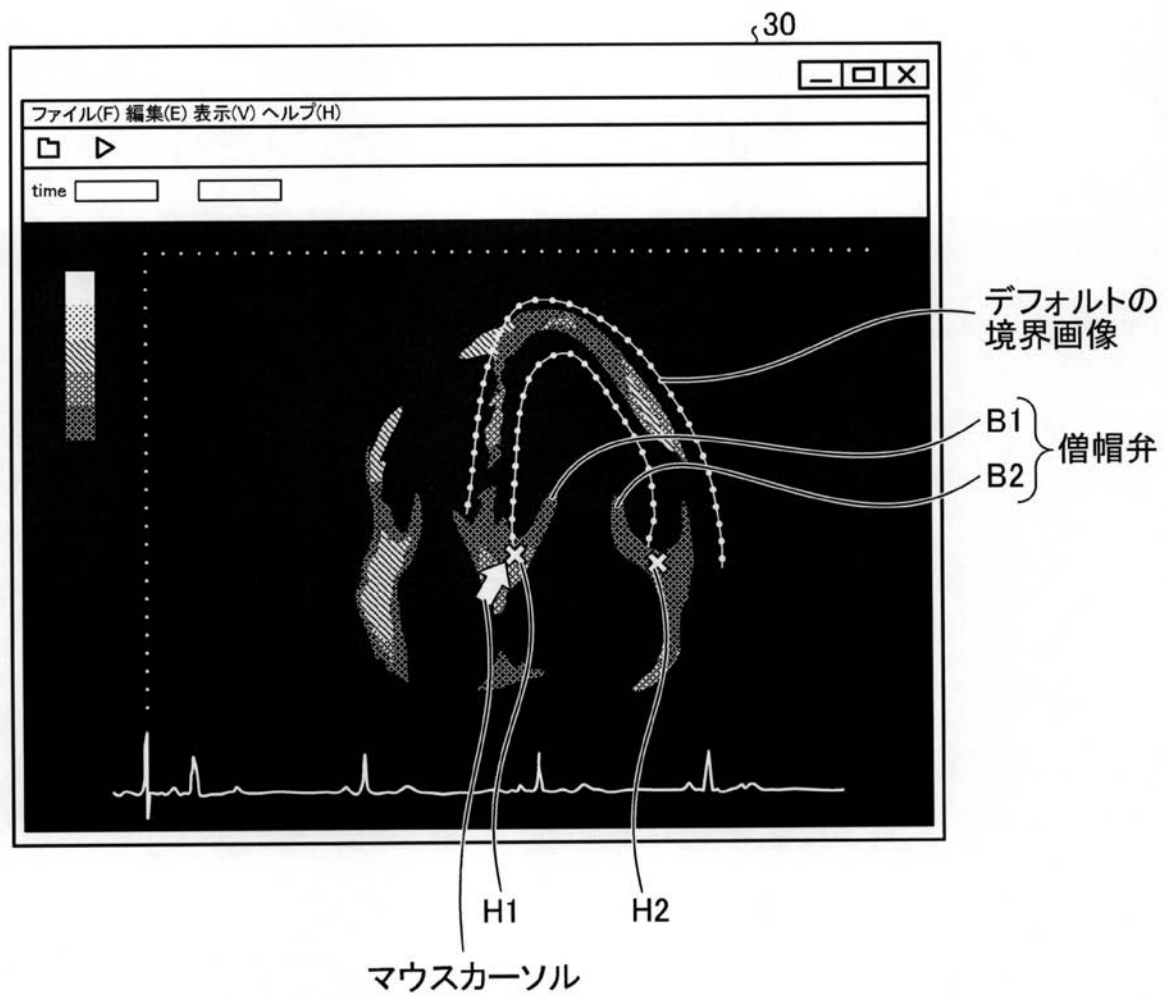 30
ファイル(F) 編集(E) 表示(V) ヘルプ(H)
time
デフォルトの
境界画像
B1
B2
僧帽弁
H1
H2
マウスカーソル